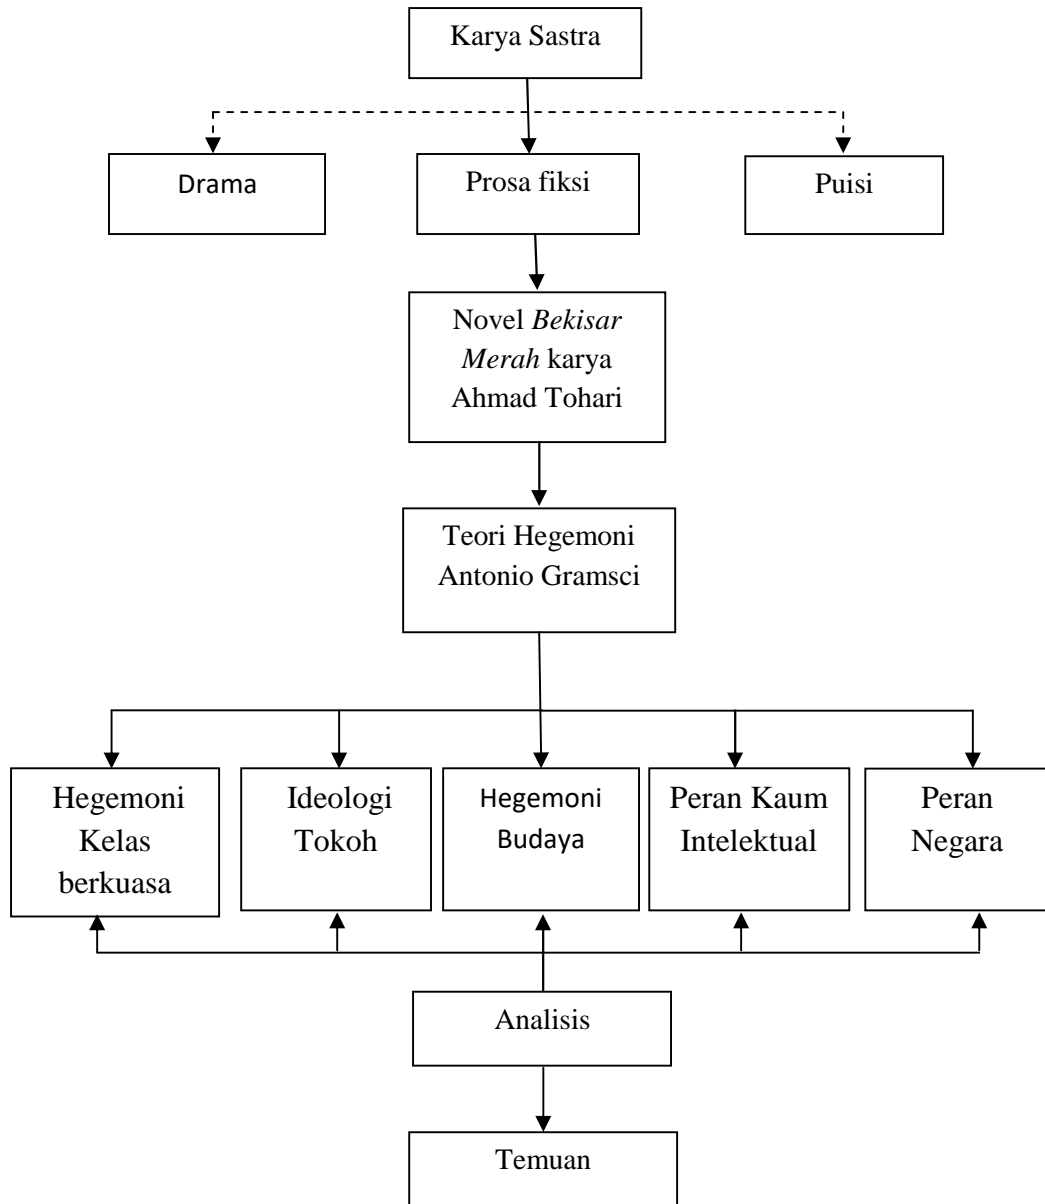 Karya Sastra
Drama
Prosa fiksi
Puisi
Novel Bekisar
Merah karya
Ahmad Tohari
Teori Hegemoni
Antonio Gramsci
Hegemoni
Kelas
berkuasa
Ideologi
Tokoh
Hegemoni
Budaya
Peran Kaum
Intelektual
Peran
Negara
Analisis
Temuan